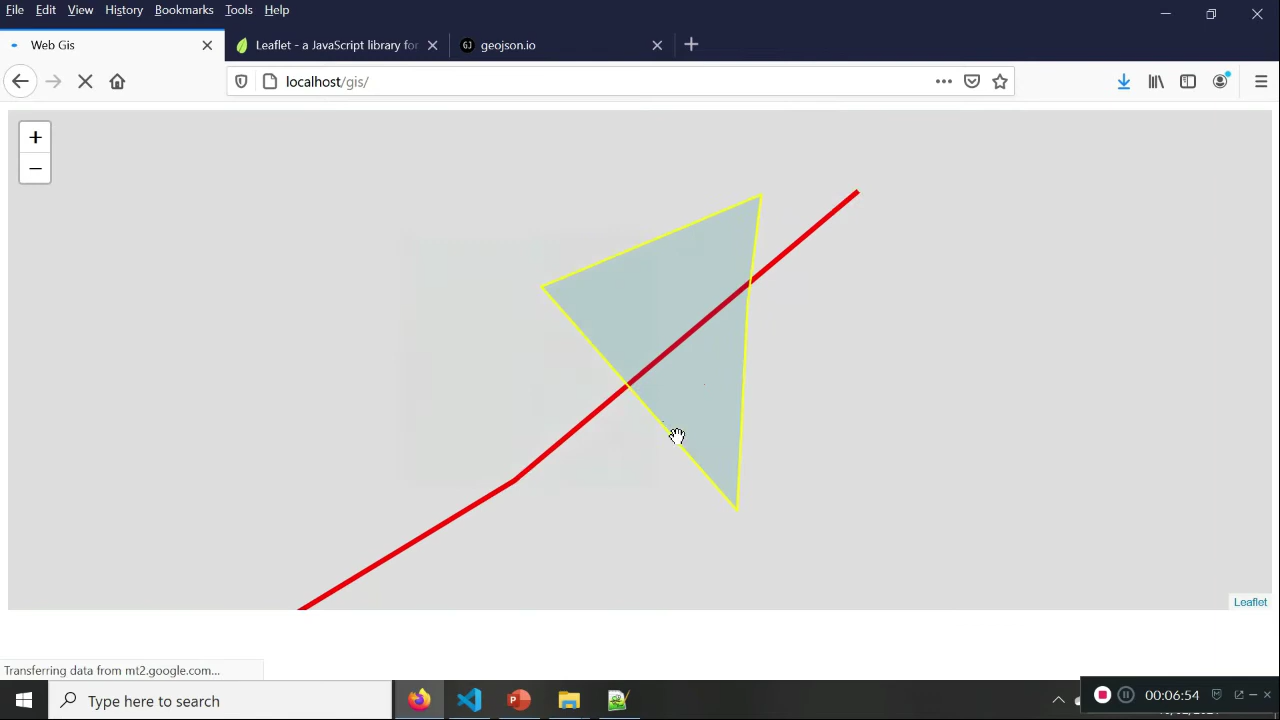 File Edit View History Bookmarks Tools Help
Web Gis
Leaflet - a JavaScript library for
GJ geojson.io
localhost/gis/
+
−
Leaflet
Transferring data from mt2.google.com...
Type here to search
00:06:54